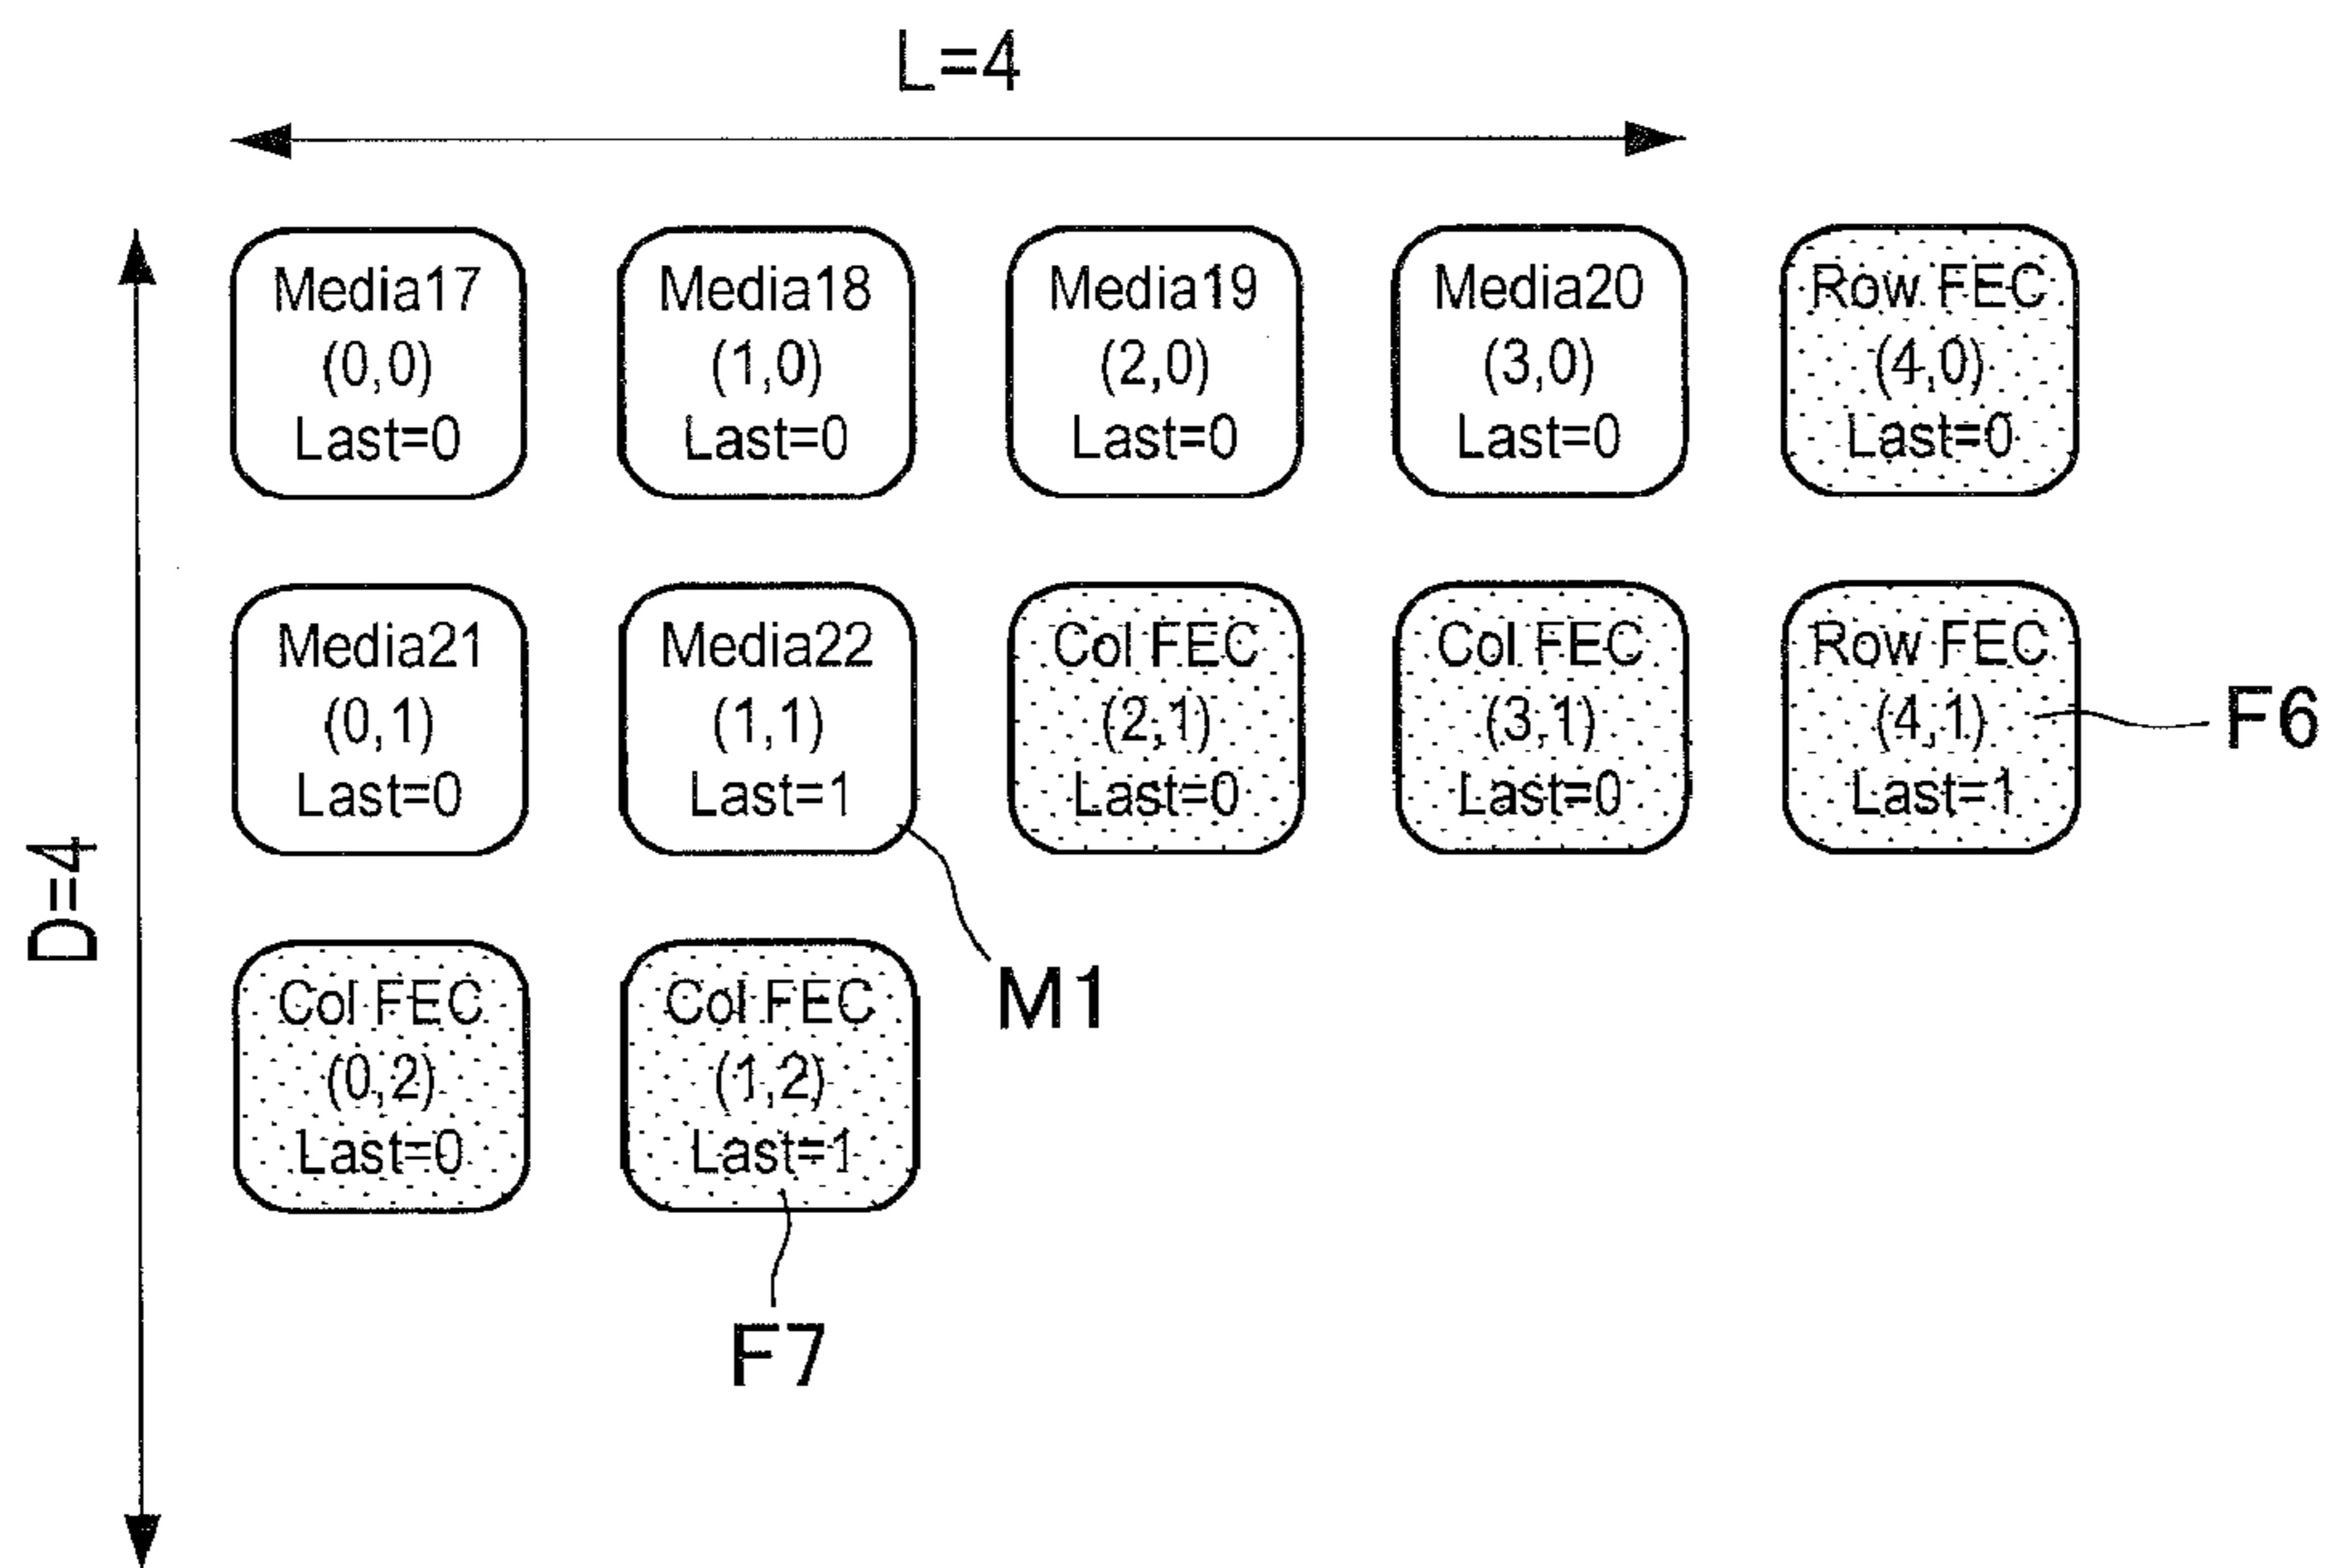 L=4
Media17
(0,0)
Last=0
Media18
(1,0)
Last=0
Media19
(2,0)
Last=0
Media20
(3,0)
Last=0
Row FEC
(4,0)
Last=0
D=4
Media21
(0,1)
Last=0
Media22
(1,1)
Last=1
Col FEC
(2,1)
Last=0
Col FEC
(3,1)
Last=0
Row FEC
(4,1)
Last=1
F6
M1
Col FEC
(0,2)
Last=0
Col FEC
(1,2)
Last=1
F7